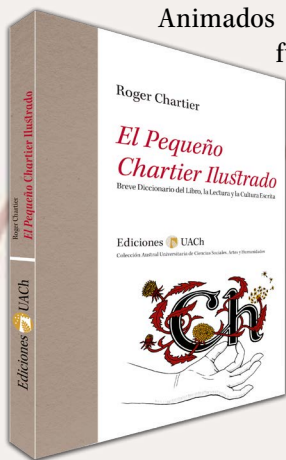 Animados
f
Roger Chartier
El Pequeño
Chartier Ilustrado
Breve Diccionario del Libro, la Lectura y la Cultura Escrita
Ediciones UACh
Colección Austral Universitaria de Ciencias Sociales, Artes y Humanidades
Ch
Roger Chartier
El Pequeño Chartier Ilustrado
Ediciones UACh